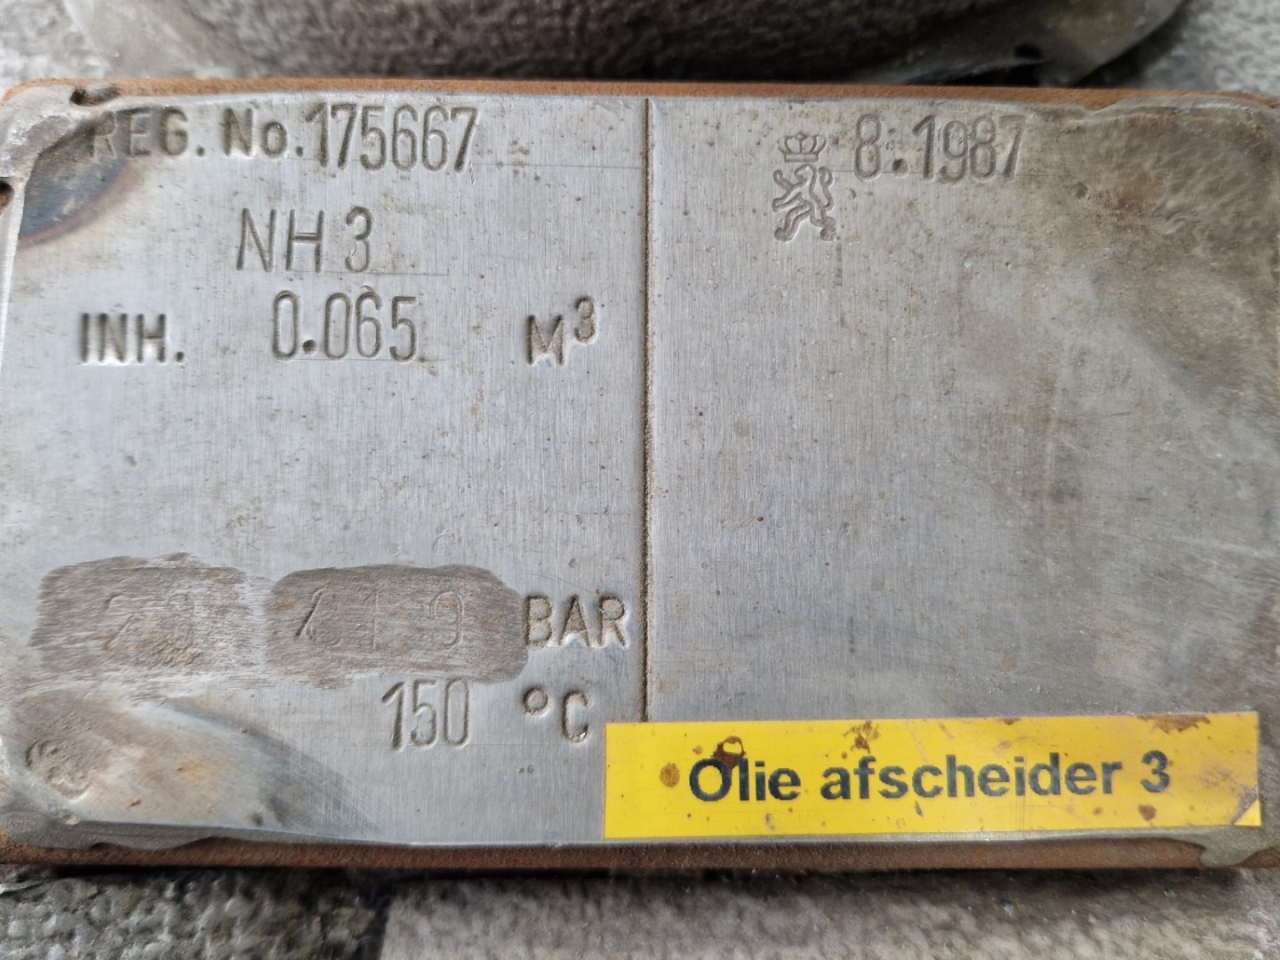 REG. No. 175667
8.1987
NH3
INH. 0.065 M³
BAR
150 °C
Olie afscheider 3